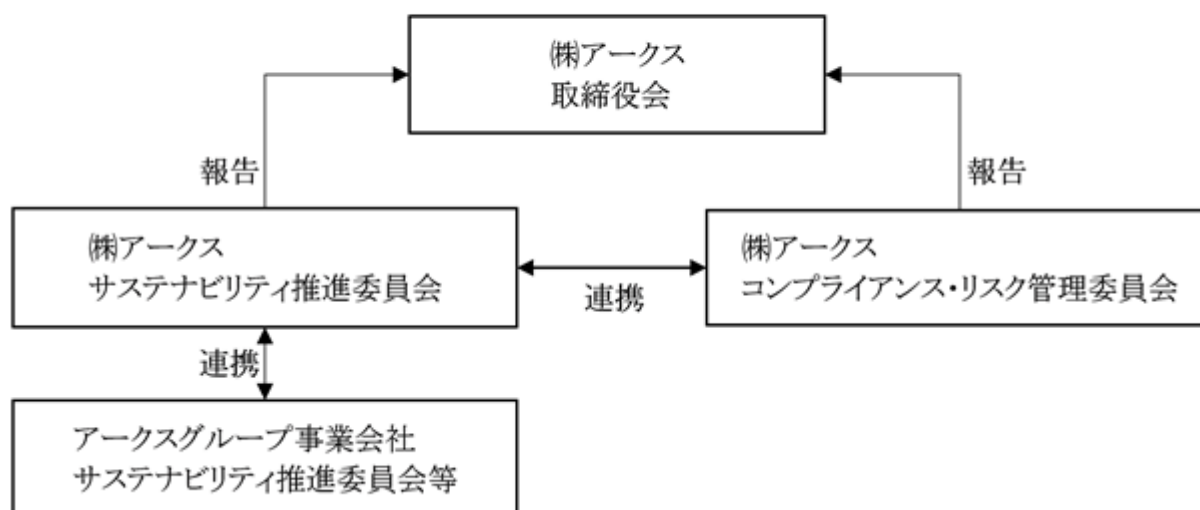 ㈱アークス
取締役会
報告
報告
㈱アークス
サステナビリティ推進委員会
連携
㈱アークス
コンプライアンス・リスク管理委員会
連携
アークスグループ事業会社
サステナビリティ推進委員会等